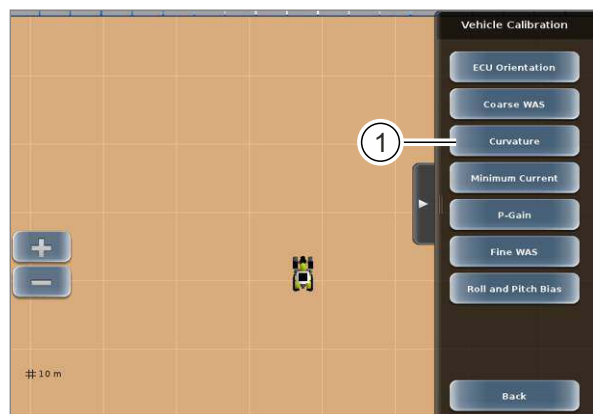 Vehicle Calibration
ECU Orientation
Coarse WAS
1
Curvature
Minimum Current
P-Gain
Fine WAS
Roll and Pitch Bias
10 m
Back